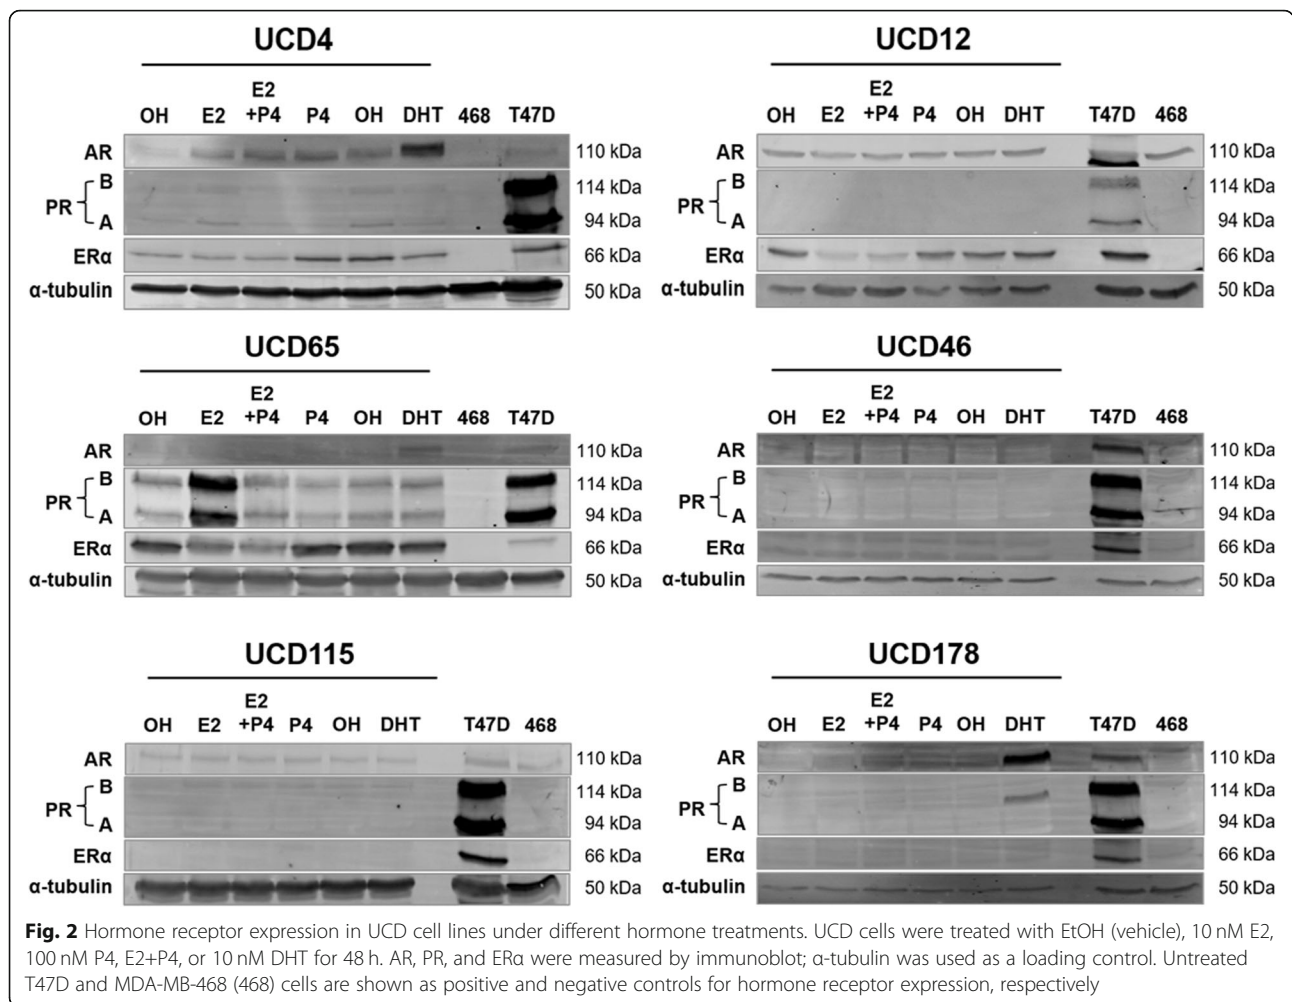 UCD4
E2
OH E2 +P4 P4 OH DHT 468 T47D
AR 110 kDa
B 114 kDa
PR
A 94 kDa
ERα 66 kDa
α-tubulin 50 kDa
UCD12
E2
OH E2 +P4 P4 OH DHT T47D 468
AR 110 kDa
B 114 kDa
PR
A 94 kDa
ERα 66 kDa
α-tubulin 50 kDa
UCD65
E2
OH E2 +P4 P4 OH DHT 468 T47D
AR 110 kDa
B 114 kDa
PR
A 94 kDa
ERα 66 kDa
α-tubulin 50 kDa
UCD46
E2
OH E2 +P4 P4 OH DHT T47D 468
AR 110 kDa
B 114 kDa
PR
A 94 kDa
ERα 66 kDa
α-tubulin 50 kDa
UCD115
E2
OH E2 +P4 P4 OH DHT T47D 468
AR 110 kDa
B 114 kDa
PR
A 94 kDa
ERα 66 kDa
α-tubulin 50 kDa
UCD178
E2
OH E2 +P4 P4 OH DHT T47D 468
AR 110 kDa
B 114 kDa
PR
A 94 kDa
ERα 66 kDa
α-tubulin 50 kDa
Fig. 2 Hormone receptor expression in UCD cell lines under different hormone treatments. UCD cells were treated with EtOH (vehicle), 10 nM E2,
100 nM P4, E2+P4, or 10 nM DHT for 48 h. AR, PR, and ERα were measured by immunoblot; α-tubulin was used as a loading control. Untreated
T47D and MDA-MB-468 (468) cells are shown as positive and negative controls for hormone receptor expression, respectively